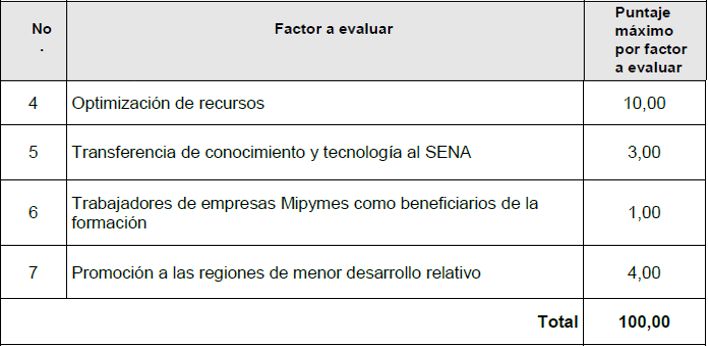 No
.
Factor a evaluar
Puntaje
máximo
por factor
a evaluar
4 Optimización de recursos 10,00
5 Transferencia de conocimiento y tecnología al SENA 3,00
6 Trabajadores de empresas Mipymes como beneficiarios de la
formación 1,00
7 Promoción a las regiones de menor desarrollo relativo 4,00
Total 100,00